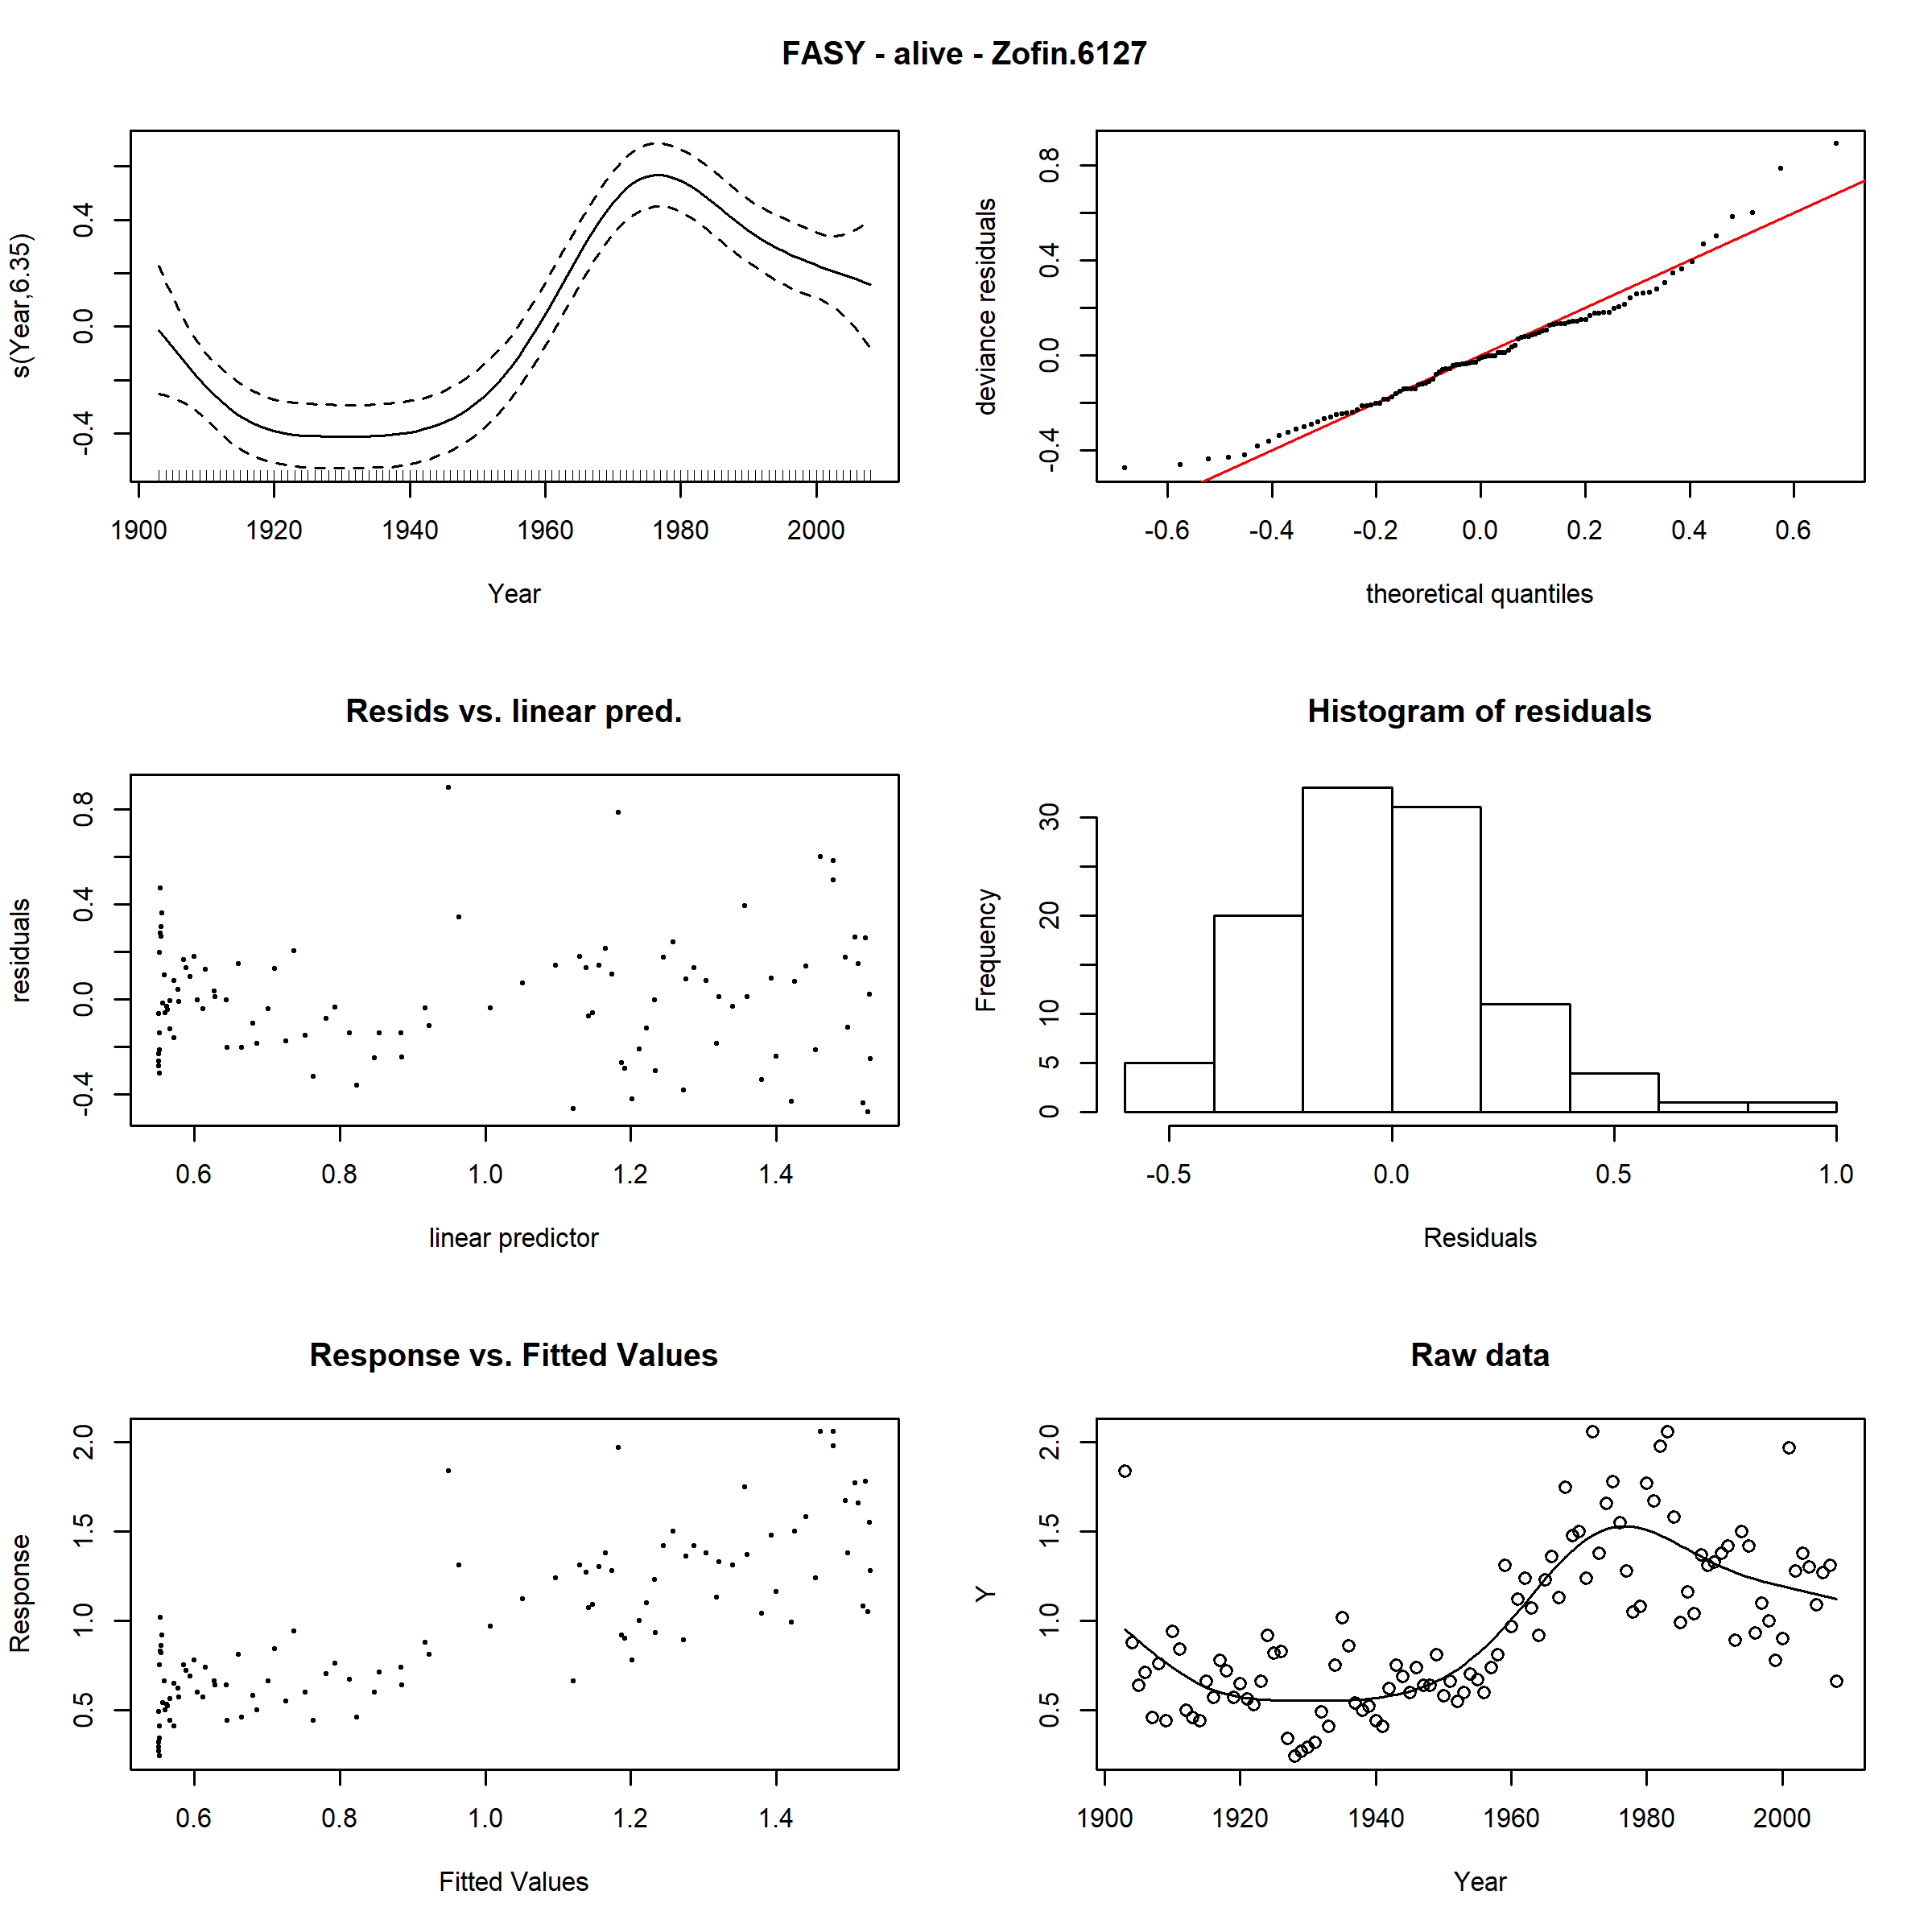 FASY - alive - Zofin.6127
s(Year,6.35)
-0.4 0.0 0.4
1900 1920 1940 1960 1980 2000
Year
deviance residuals
-0.4 0.0 0.4 0.8
-0.6 -0.4 -0.2 0.0 0.2 0.4 0.6
theoretical quantiles
Resids vs. linear pred.
residuals
-0.4 0.0 0.4 0.8
0.6 0.8 1.0 1.2 1.4
linear predictor
Histogram of residuals
Frequency
0 5 10 20 30
-0.5 0.0 0.5 1.0
Residuals
Response vs. Fitted Values
Response
0.5 1.0 1.5 2.0
0.6 0.8 1.0 1.2 1.4
Fitted Values
Raw data
Y
0.5 1.0 1.5 2.0
1900 1920 1940 1960 1980 2000
Year